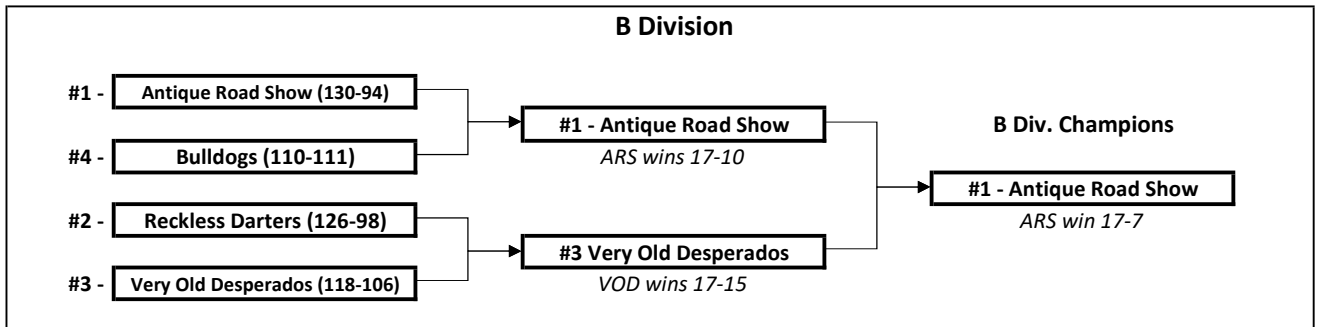 B Division
#1 - Antique Road Show (130-94)
#4 - Bulldogs (110-111)
#2 - Reckless Darters (126-98)
#3 - Very Old Desperados (118-106)
#1 - Antique Road Show
ARS wins 17-10
#3 Very Old Desperados
VOD wins 17-15
B Div. Champions
#1 - Antique Road Show
ARS win 17-7